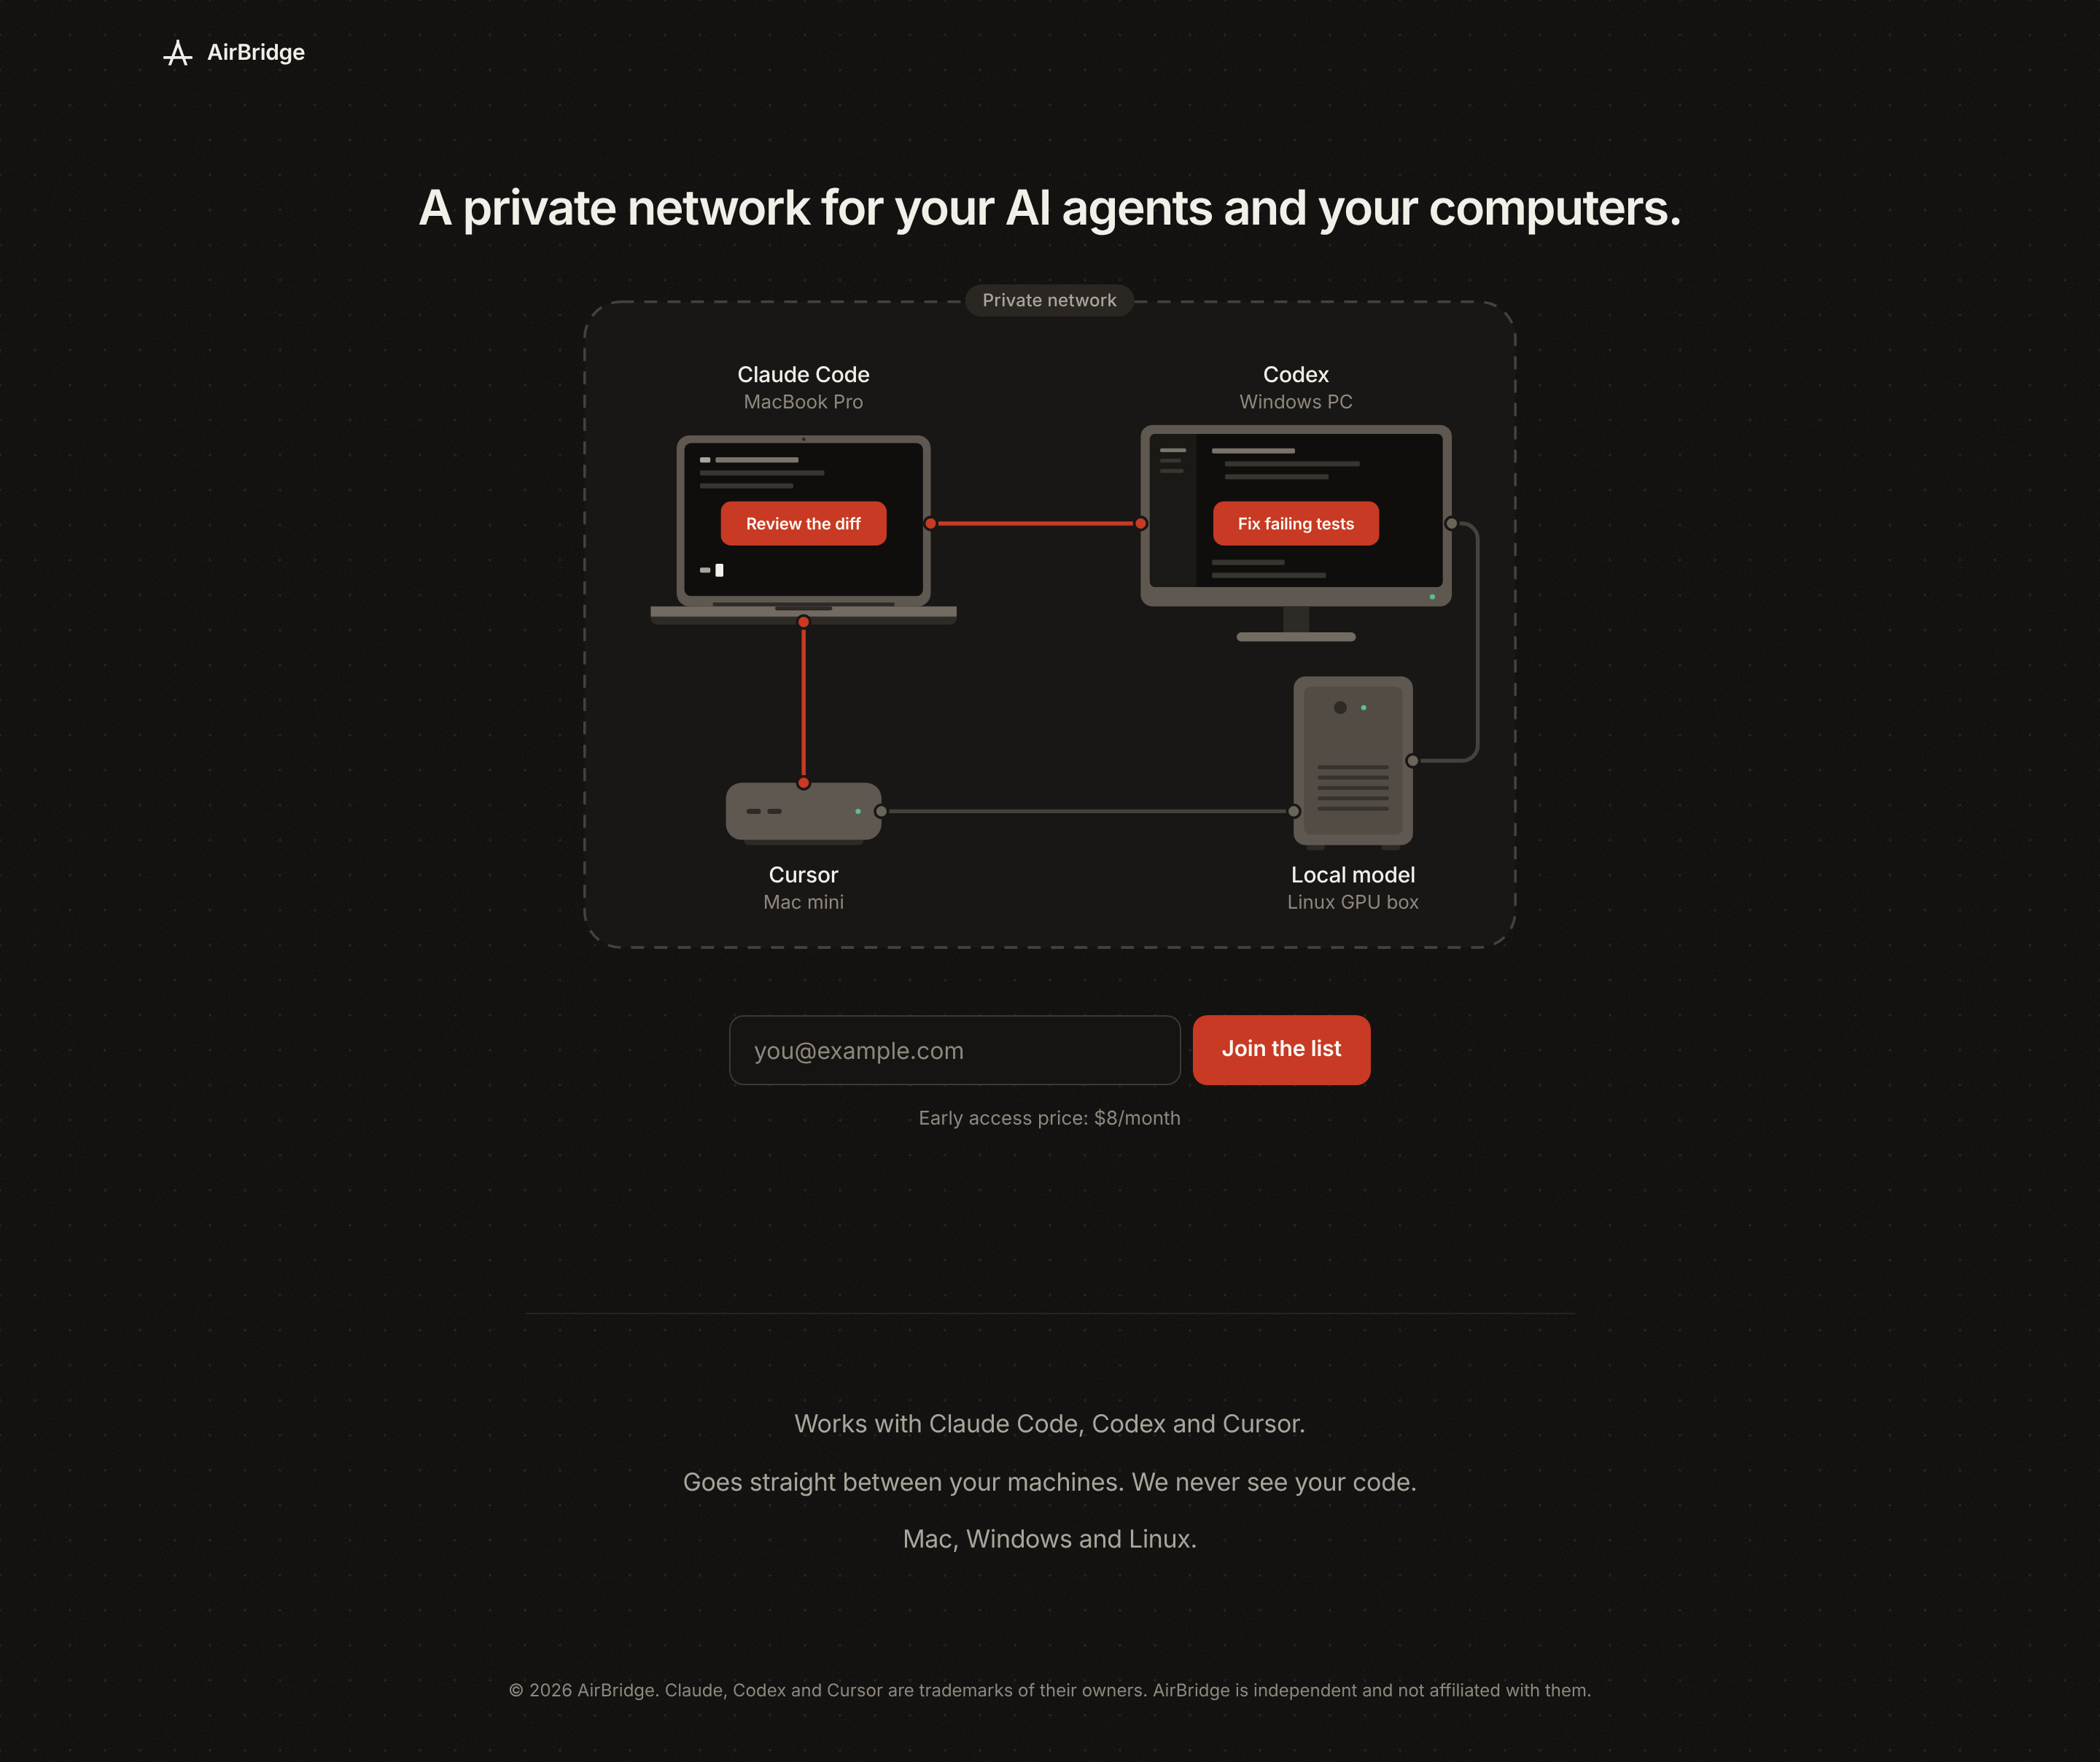 AirBridge
A private network for your AI agents and your computers.
Private network
Claude Code
MacBook Pro
Codex
Windows PC
Review the diff
Fix failing tests
Cursor
Mac mini
Local model
Linux GPU box
you@example.com
Join the list
Early access price: $8/month
Works with Claude Code, Codex and Cursor.
Goes straight between your machines. We never see your code.
Mac, Windows and Linux.
© 2026 AirBridge. Claude, Codex and Cursor are trademarks of their owners. AirBridge is independent and not affiliated with them.